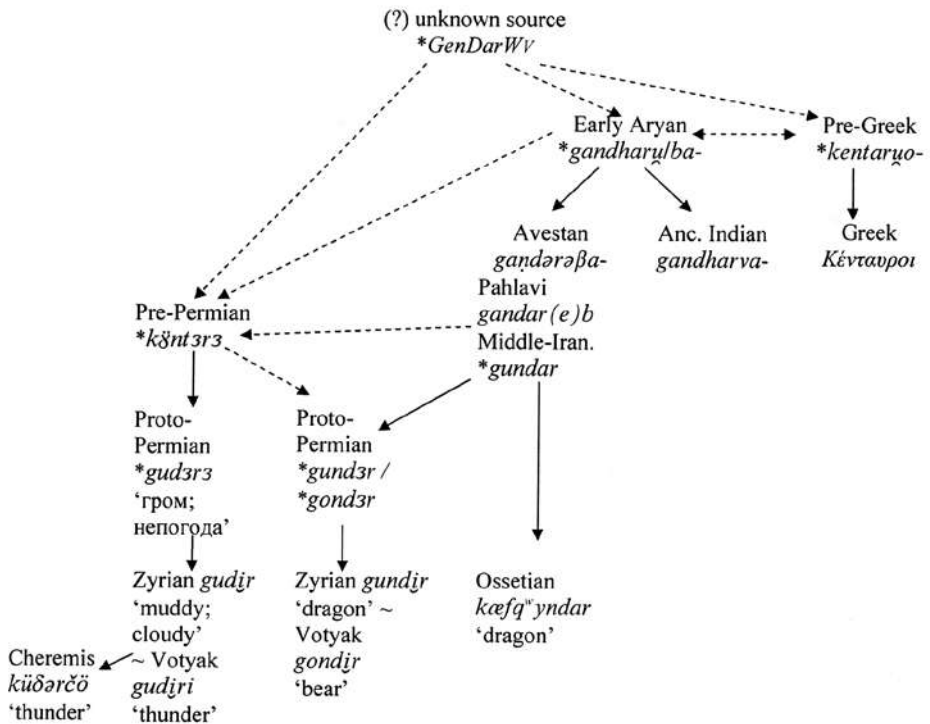 (?) unknown source
*GenDarWV
Early Aryan
*gandharu̯/ba-
Pre-Greek
*kentaru̯o-
Avestan
gaṇdərəβa-
Pahlavi
gandar(e)b
Middle-Iran.
*gundar
Anc. Indian
gandharva-
Greek
Κένταυροι
Pre-Permian
*kɤ̈ntɜrɜ
Proto-
Permian
*gudɜrɜ
‘гром;
непогода’
Proto-
Permian
*gundɜr /
*gondɜr
Zyrian gudi̮r
‘muddy;
cloudy’
~ Votyak
gudi̮ri
‘thunder’
Zyrian gundi̮r
‘dragon’ ~
Votyak
gondi̮r
‘bear’
Ossetian
kæfqʷyndar
‘dragon’
Cheremis
küδərčö
‘thunder’